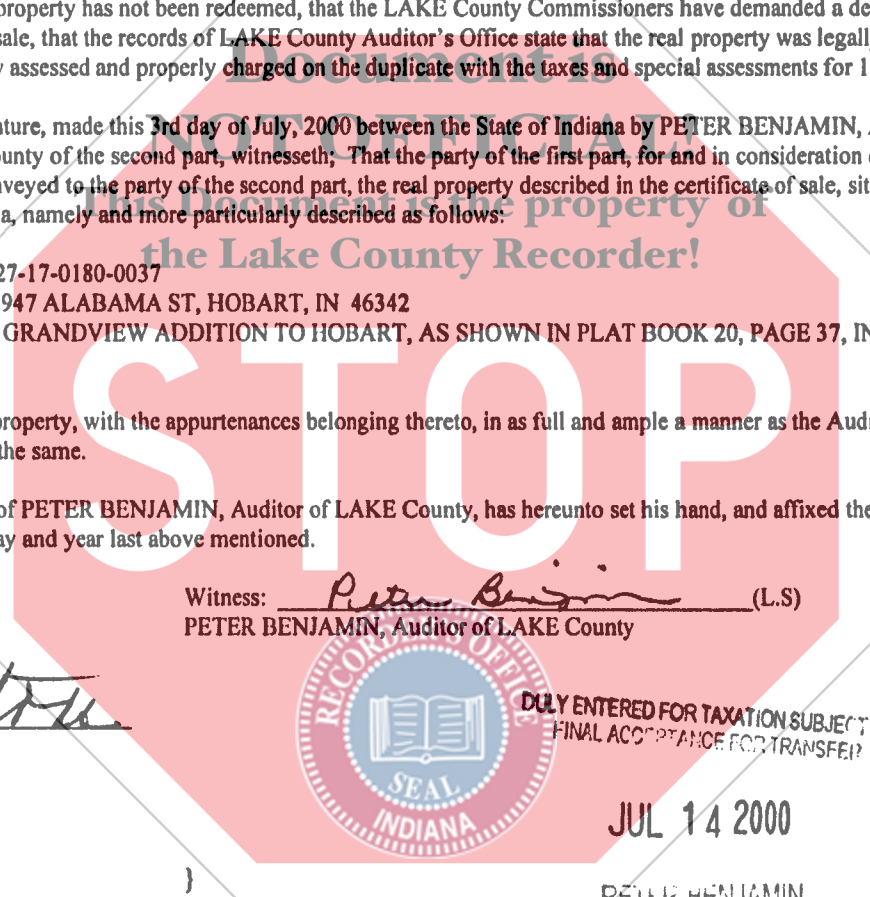 property has not been redeemed, that the LAKE County Commissioners have demanded a de
sale, that the records of LAKE County Auditor's Office state that the real property was legall
y assessed and properly charged on the duplicate with the taxes and special assessments for 1
Document is
nture, made this 3rd day of July, 2000 between the State of Indiana by PETER BENJAMIN,
NOT OFFICIAL!
ounty of the second part, witnesseth; That the party of the first part, for and in consideration
nveyed to the party of the second part, the real property described in the certificate of sale, sit
This Document is the property of
a, namely and more particularly described as follows:
the Lake County Recorder!
27-17-0180-0037
947 ALABAMA ST, HOBART, IN 46342
GRANDVIEW ADDITION TO HOBART, AS SHOWN IN PLAT BOOK 20, PAGE 37, IN
STOP
property, with the appurtenances belonging thereto, in as full and ample a manner as the Aud
the same.
of PETER BENJAMIN, Auditor of LAKE County, has hereunto set his hand, and affixed the
ay and year last above mentioned.
Witness: Peter Benjamin (L.S)
PETER BENJAMIN, Auditor of LAKE County
RECORDER'S OFFICE
SEAL
INDIANA
DULY ENTERED FOR TAXATION SUBJECT
FINAL ACCEPTANCE FOR TRANSFER
JUL 14 2000
}
PETER BENJAMIN